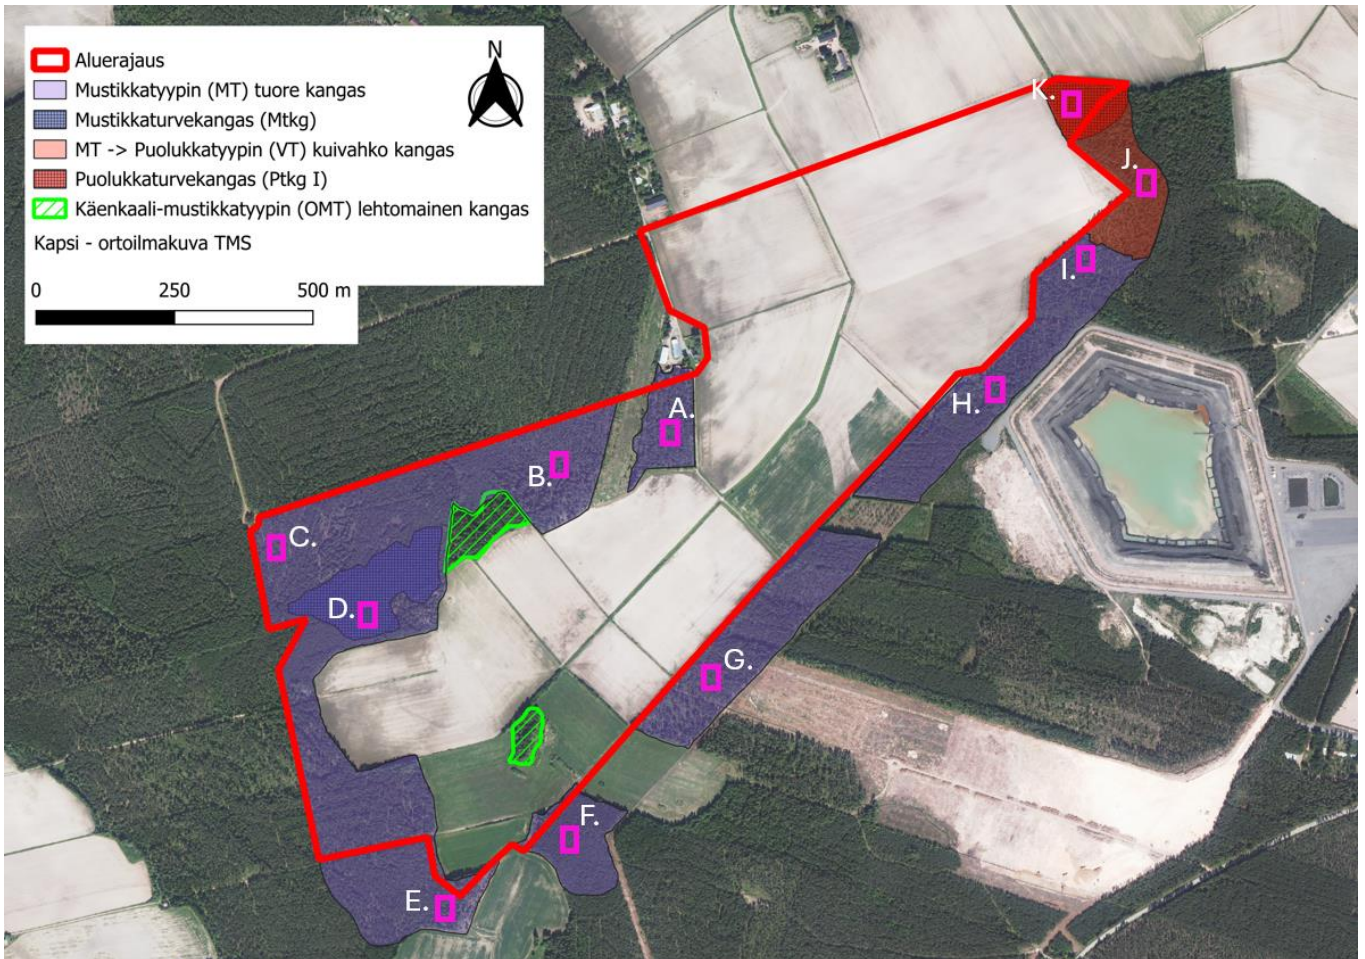 Aluerajaus
Mustikkatyypin (MT) tuore kangas
Mustikkaturvekangas (Mtkg)
MT -> Puolukkatyypin (VT) kuivahko kangas
Puolukkaturvekangas (Ptkg I)
Käenkaali-mustikkatyypin (OMT) lehtomainen kangas
Kapsi - ortoilmakuva TMS
0 250 500 m
N
K.
J.
I.
H.
A.
B.
C.
D.
G.
F.
E.